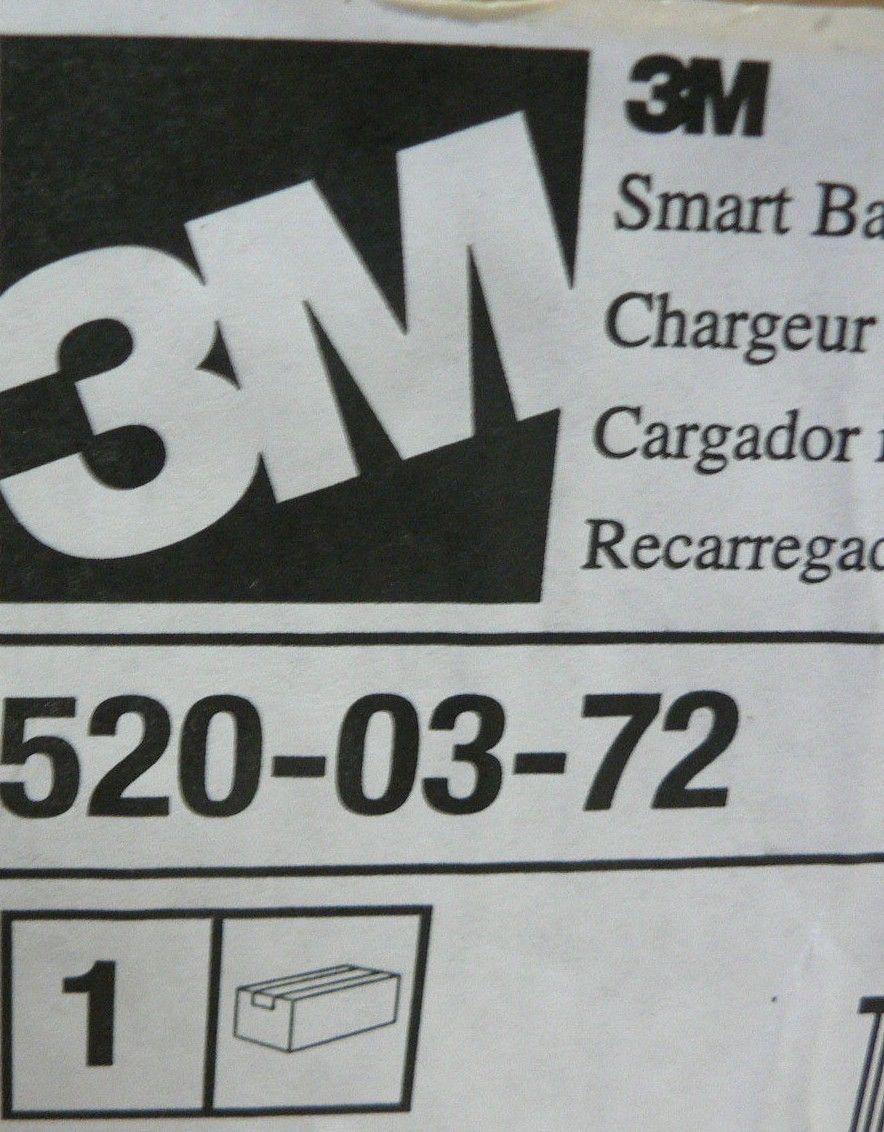 3M
3M
Smart Ba
Chargeur
Cargador
Recarregad
520-03-72
1